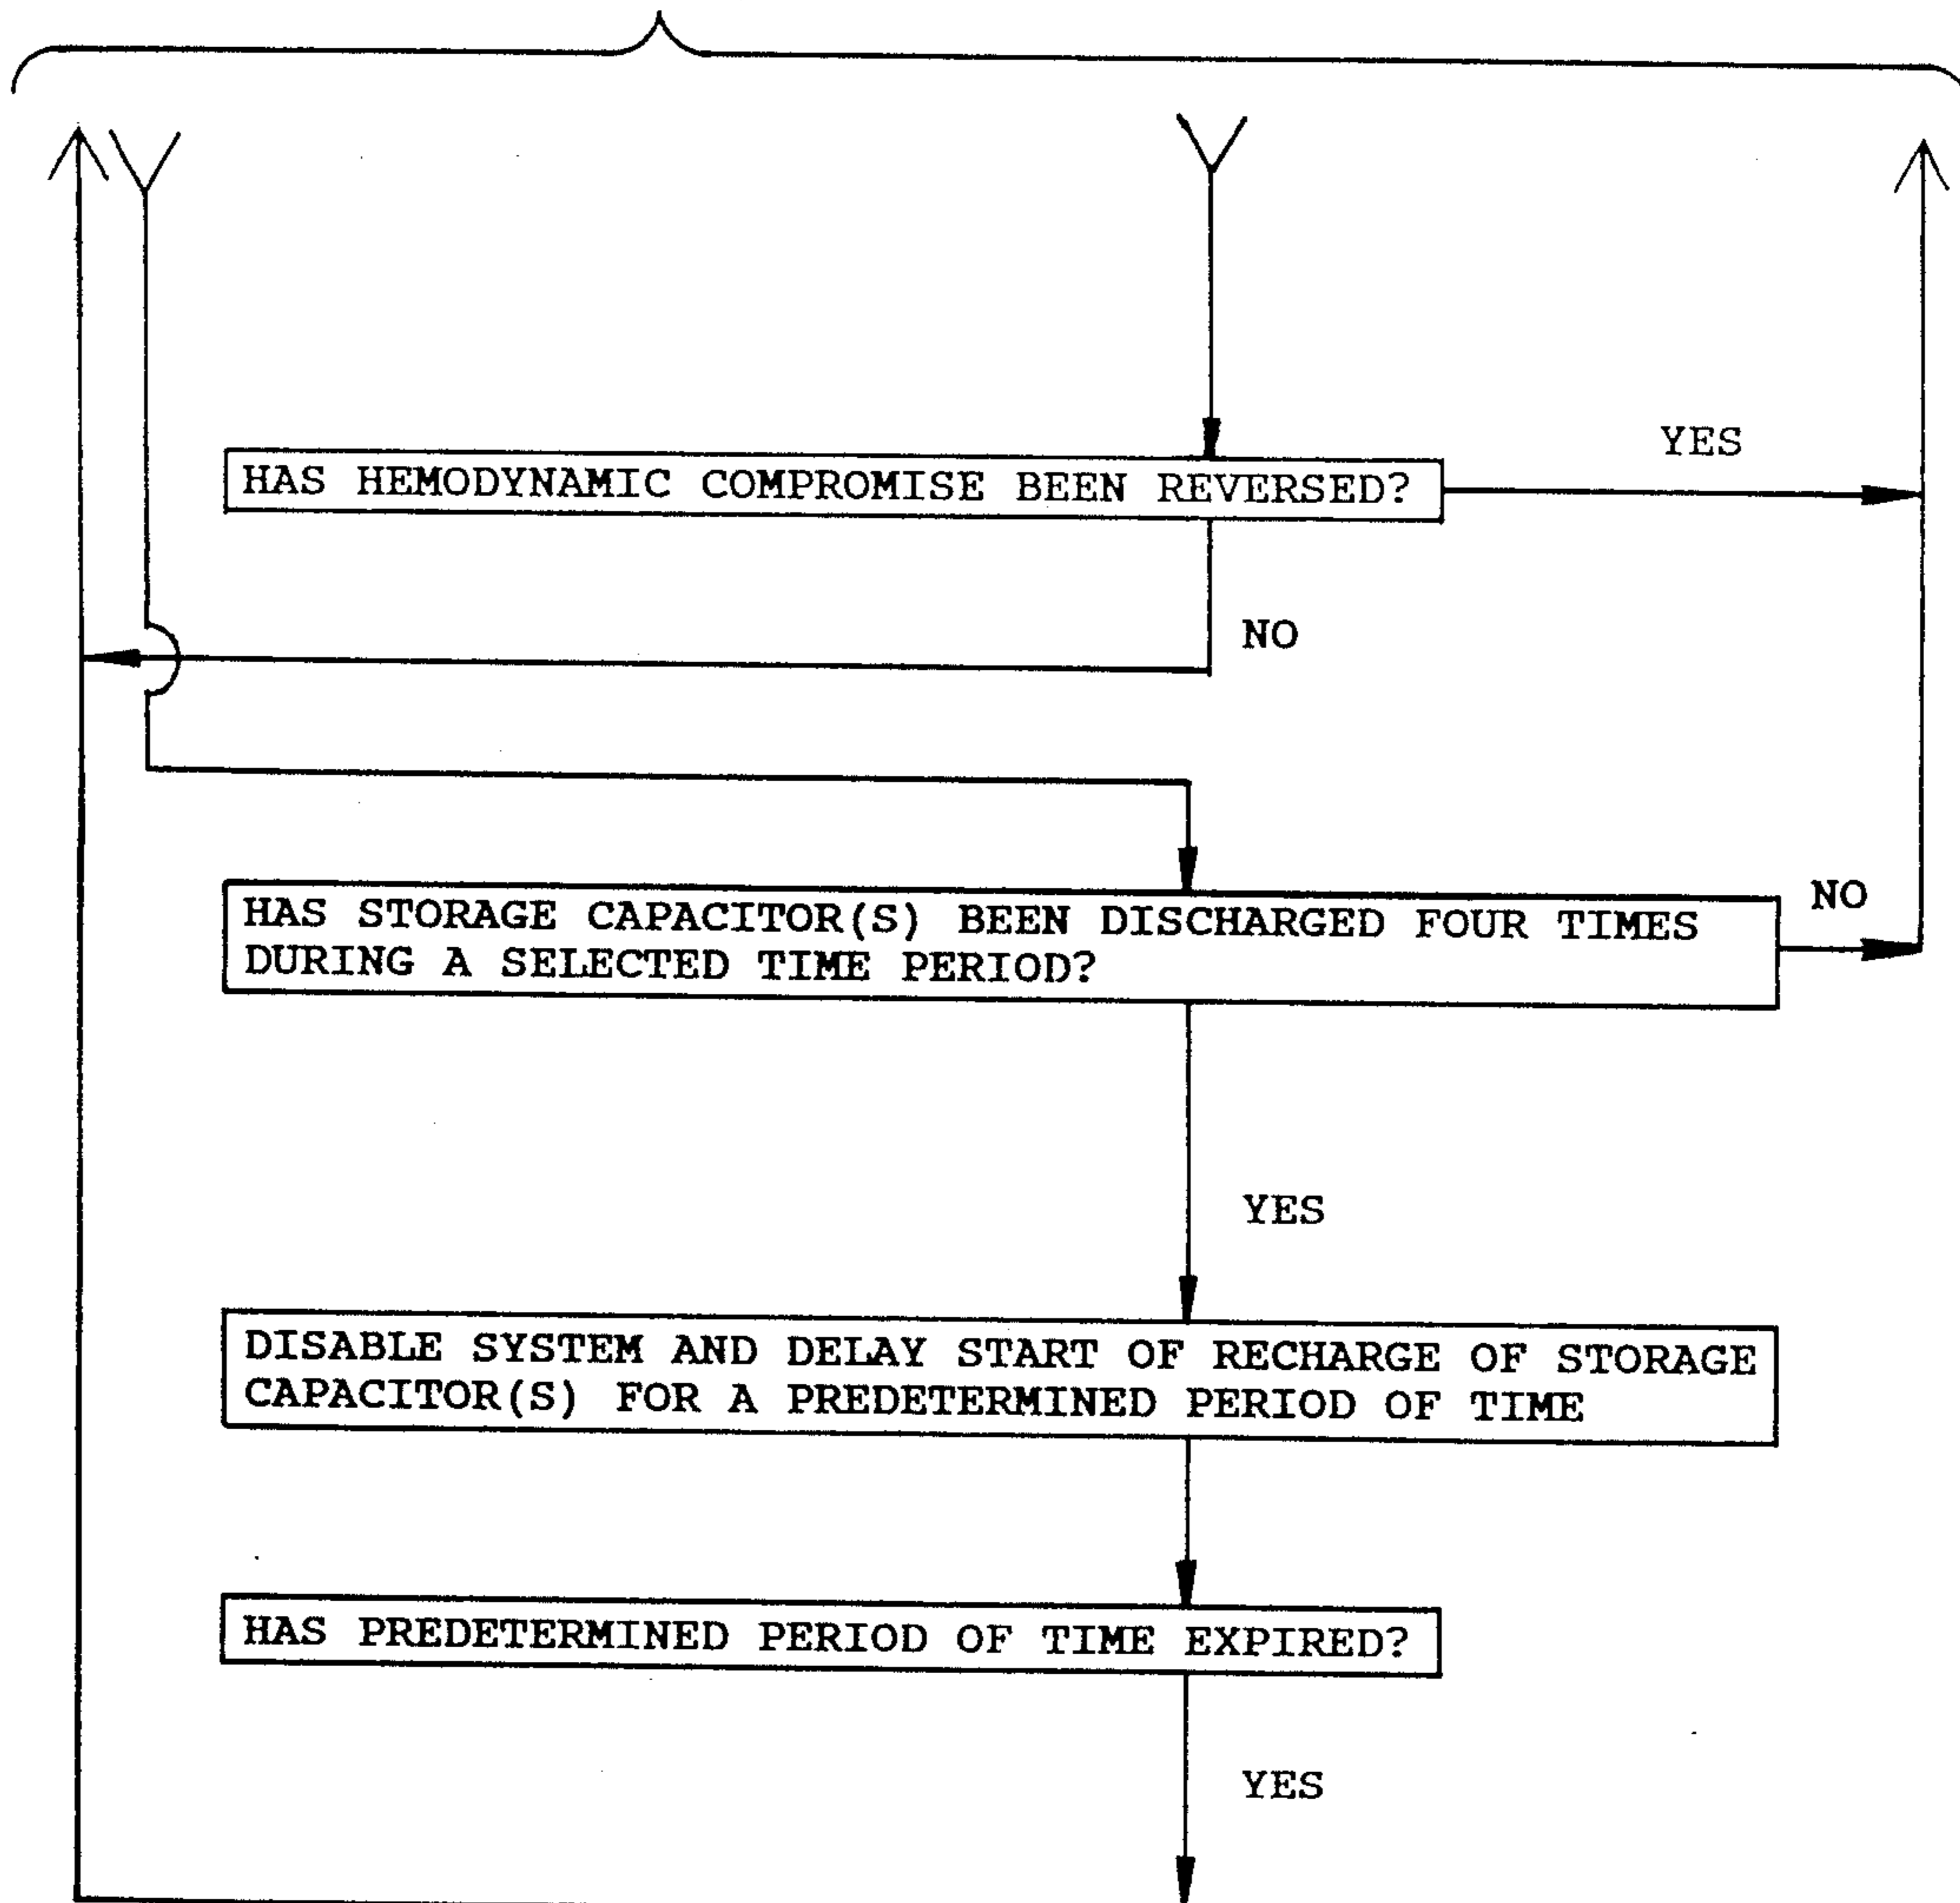 HAS HEMODYNAMIC COMPROMISE BEEN REVERSED?
YES
NO
HAS STORAGE CAPACITOR(S) BEEN DISCHARGED FOUR TIMES
DURING A SELECTED TIME PERIOD?
NO
YES
DISABLE SYSTEM AND DELAY START OF RECHARGE OF STORAGE
CAPACITOR(S) FOR A PREDETERMINED PERIOD OF TIME
HAS PREDETERMINED PERIOD OF TIME EXPIRED?
YES